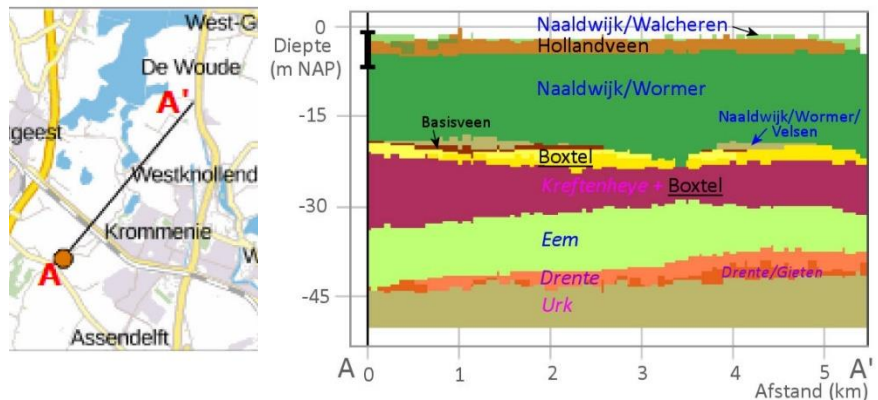 West-G
De Woude
A'
tgeest
Westknollend
Krommenie
W
A
Assendelft
0
Diepte
(m NAP)
-15
-30
-45
Naaldwijk/Walcheren
Hollandveen
Naaldwijk/Wormer
Basisveen
Naaldwijk/Wormer/
Velsen
Boxtel
Kreftenheye + Boxtel
Eem
Drente
Drente/Gieten
Urk
A 0 1 2 3 4 5 A'
Afstand (km)